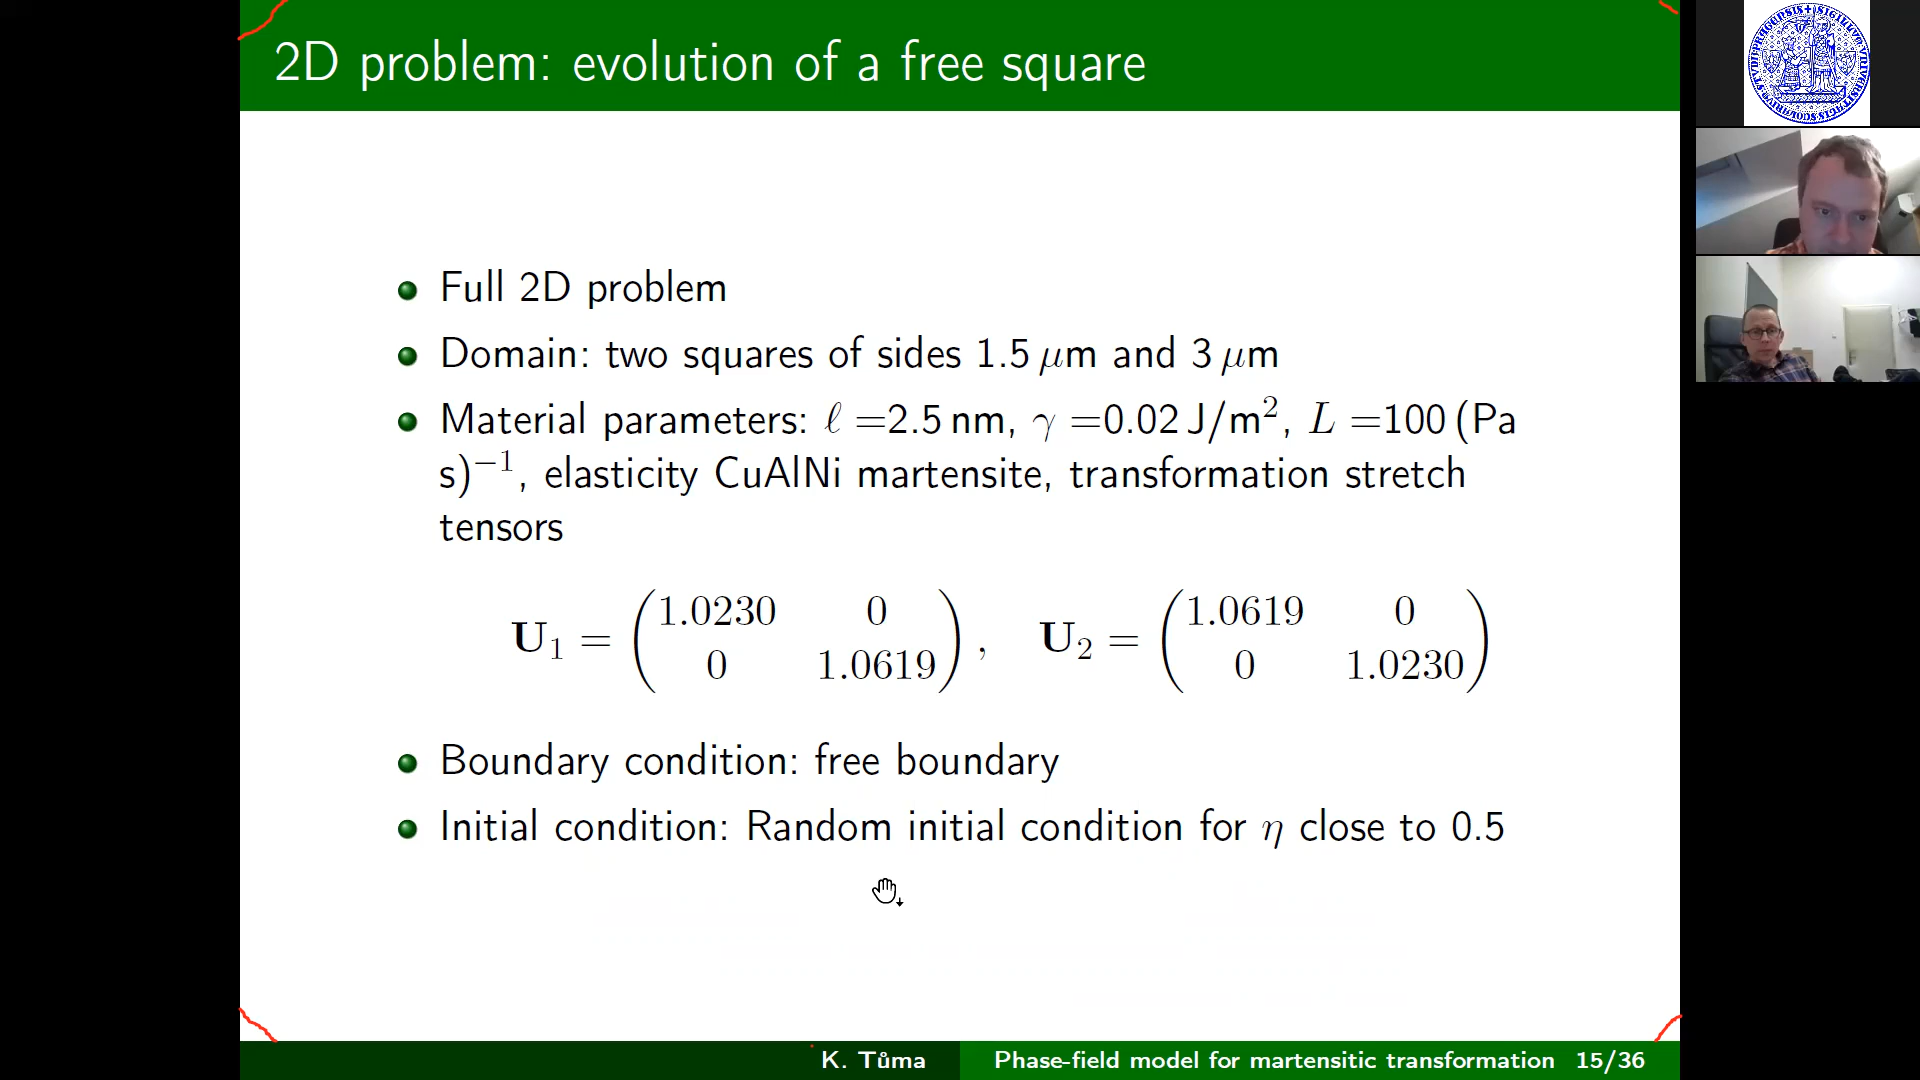 2D problem: evolution of a free square
Full 2D problem
Domain: two squares of sides 1.5 μm and 3 μm
Material parameters: ℓ =2.5 nm, γ =0.02 J/m², L =100 (Pa
s)⁻¹, elasticity CuAlNi martensite, transformation stretch
tensors
U₁ = (1.0230 0 0 1.0619), U₂ = (1.0619 0 0 1.0230)
Boundary condition: free boundary
Initial condition: Random initial condition for η close to 0.5
K. Tůma Phase-field model for martensitic transformation 15/36